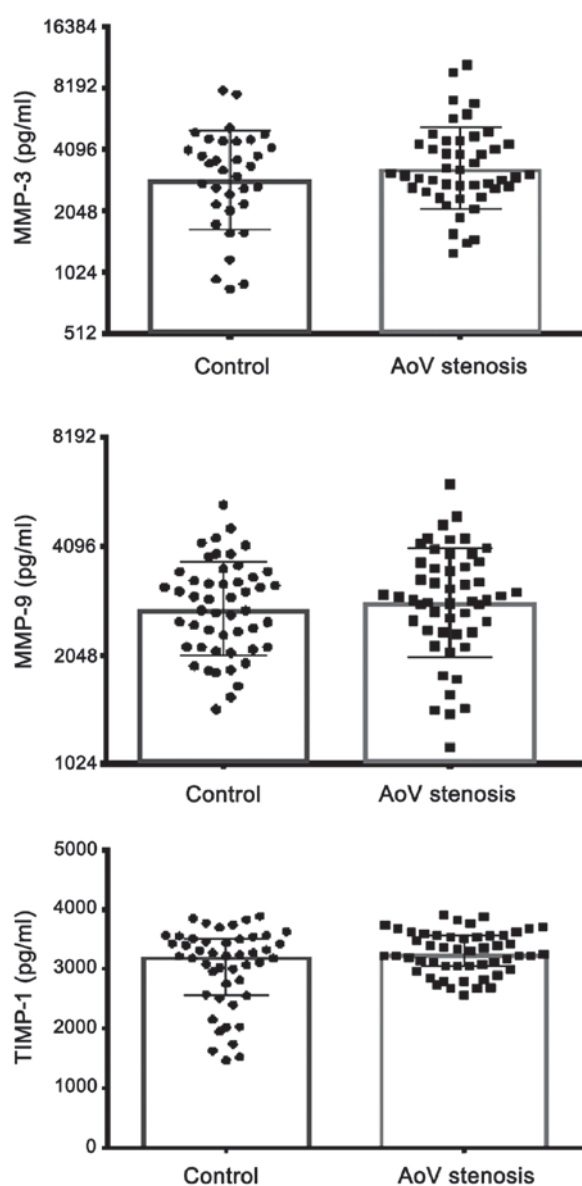 16384
8192
4096
2048
1024
512
MMP-3 (pg/ml)
Control AoV stenosis
8192
4096
2048
1024
MMP-9 (pg/ml)
Control AoV stenosis
5000
4000
3000
2000
1000
0
TIMP-1 (pg/ml)
Control AoV stenosis